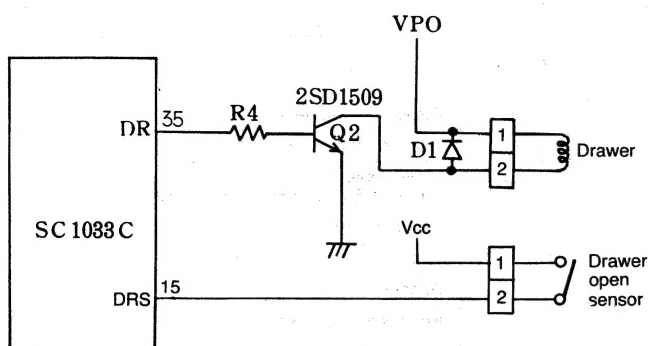 VPO
2SD1509
R4
DR
35
Q2
D1
1
2
Drawer
SC1033C
Vcc
1
2
Drawer
open
sensor
DRS
15